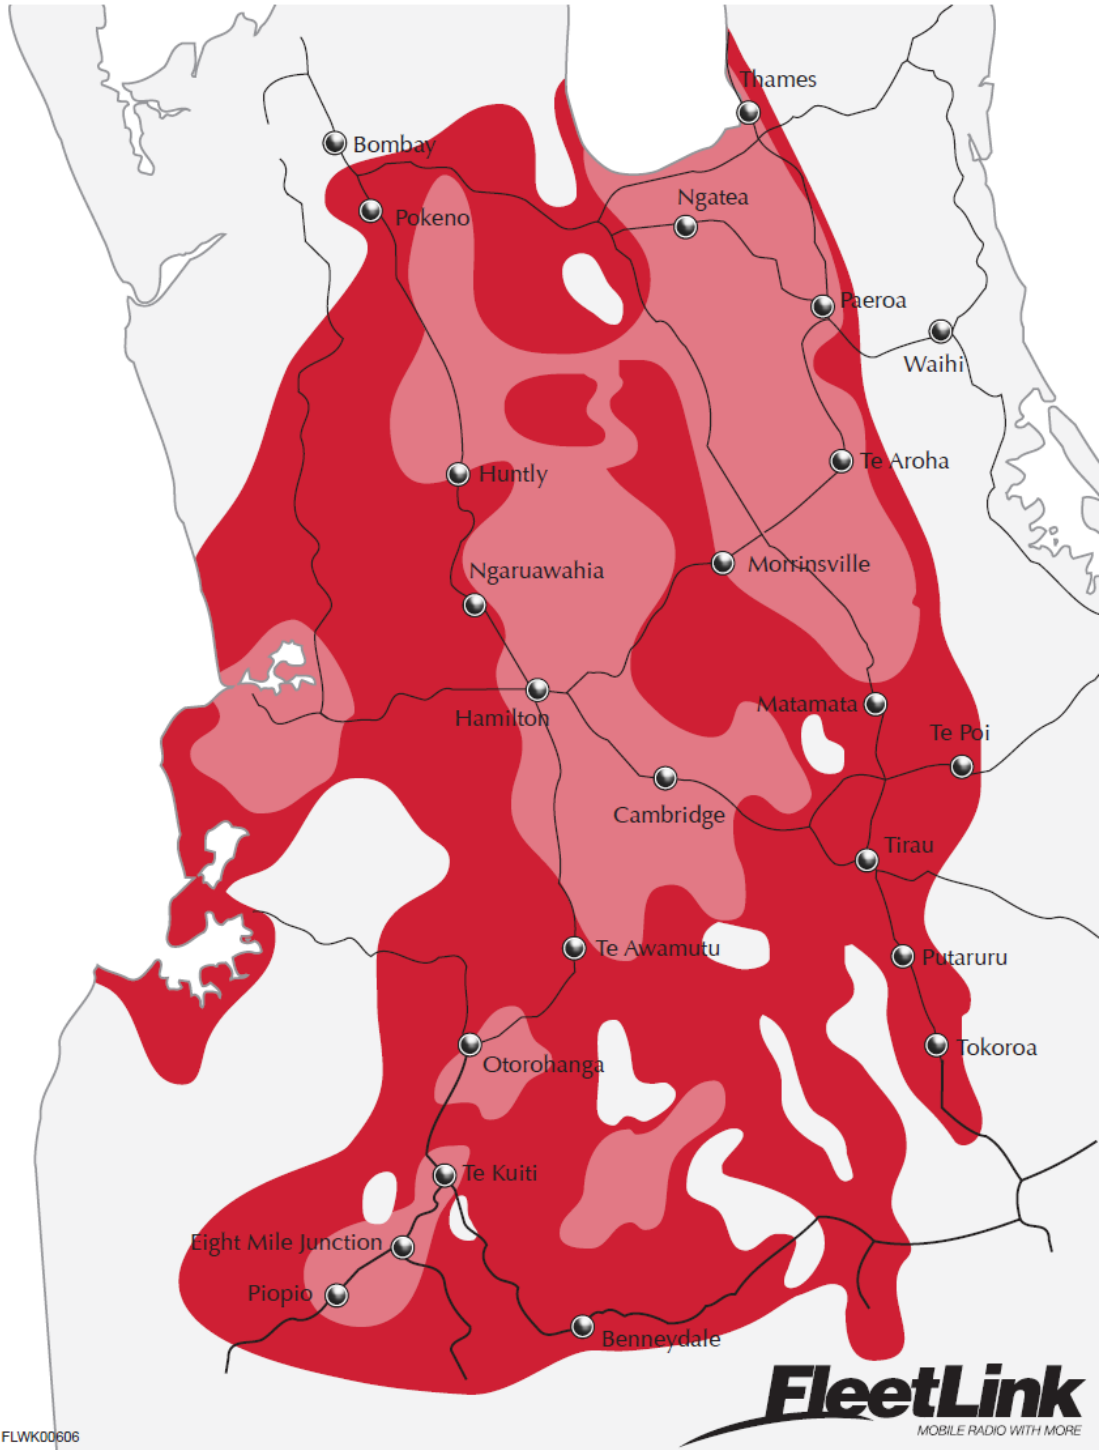 Thames
Bombay
Ngatea
Pokeno
Paeroa
Waihi
Te Aroha
Huntly
Morrinsville
Ngaruawahia
Matamata
Hamilton
Te Poi
Cambridge
Tirau
Te Awamutu
Putaruru
Tokoroa
Otorohanga
Te Kuiti
Eight Mile Junction
Piopio
Benneydale
FleetLink
MOBILE RADIO WITH MORE
FLWK00606